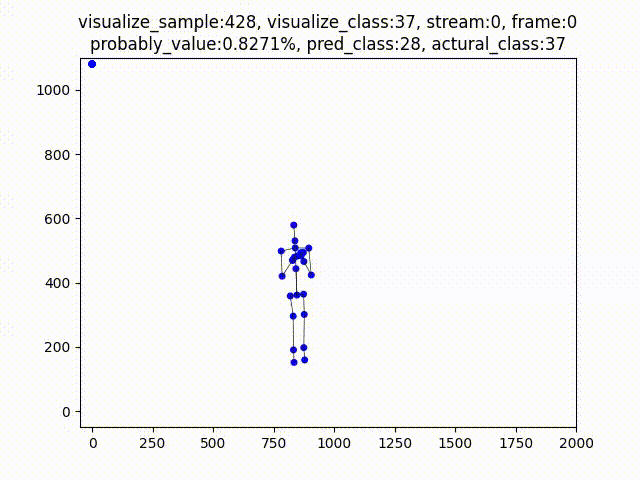 visualize_sample:428, visualize_class:37, stream:0, frame:0
probably_value:0.8271%, pred_class:28, actural_class:37
1000
800
600
400
200
0
0 250 500 750 1000 1250 1500 1750 2000